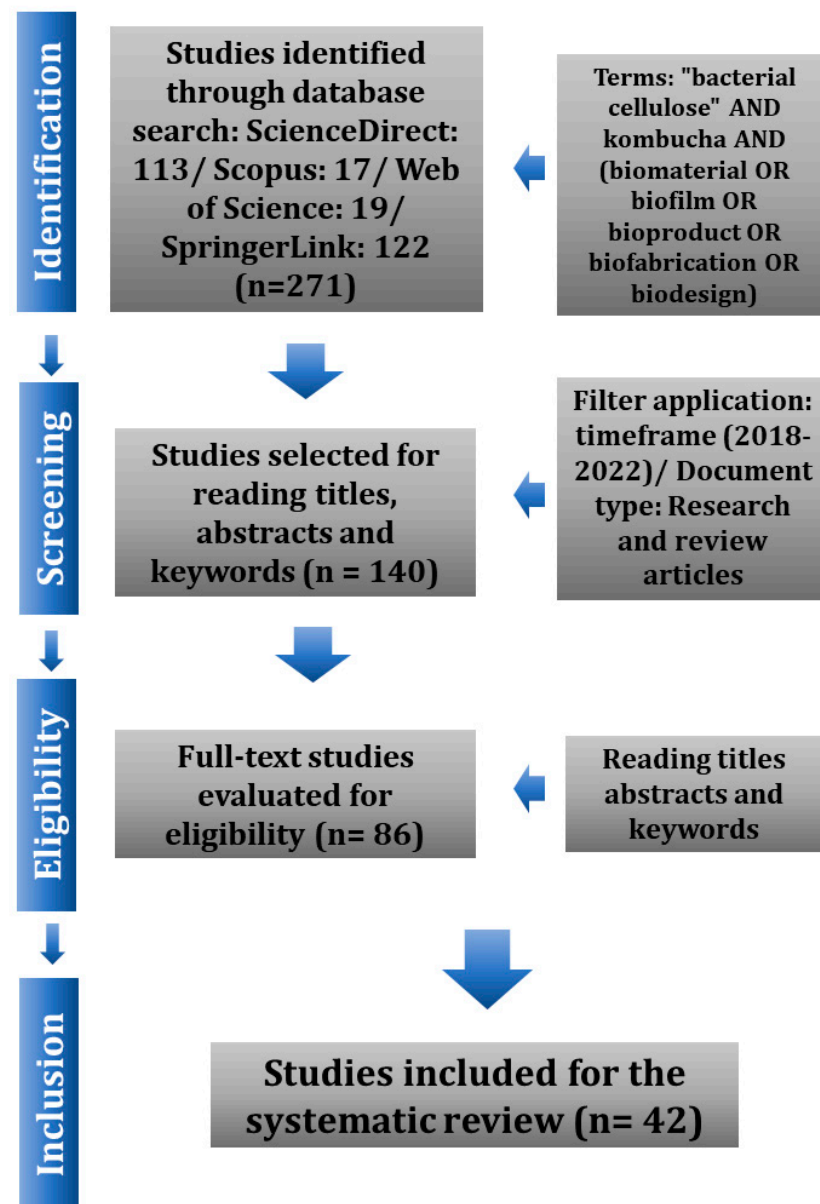 Identification
Studies identified
through database
search: ScienceDirect:
113/ Scopus: 17/ Web
of Science: 19/
SpringerLink: 122
(n=271)
Terms: "bacterial
cellulose" AND
kombucha AND
(biomaterial OR
biofilm OR
bioproduct OR
biofabrication OR
biodesign)
Screening
Studies selected for
reading titles,
abstracts and
keywords (n = 140)
Filter application:
timeframe (2018-
2022)/ Document
type: Research
and review
articles
Eligibility
Full-text studies
evaluated for
eligibility (n= 86)
Reading titles
abstracts and
keywords
Inclusion
Studies included for the
systematic review (n= 42)